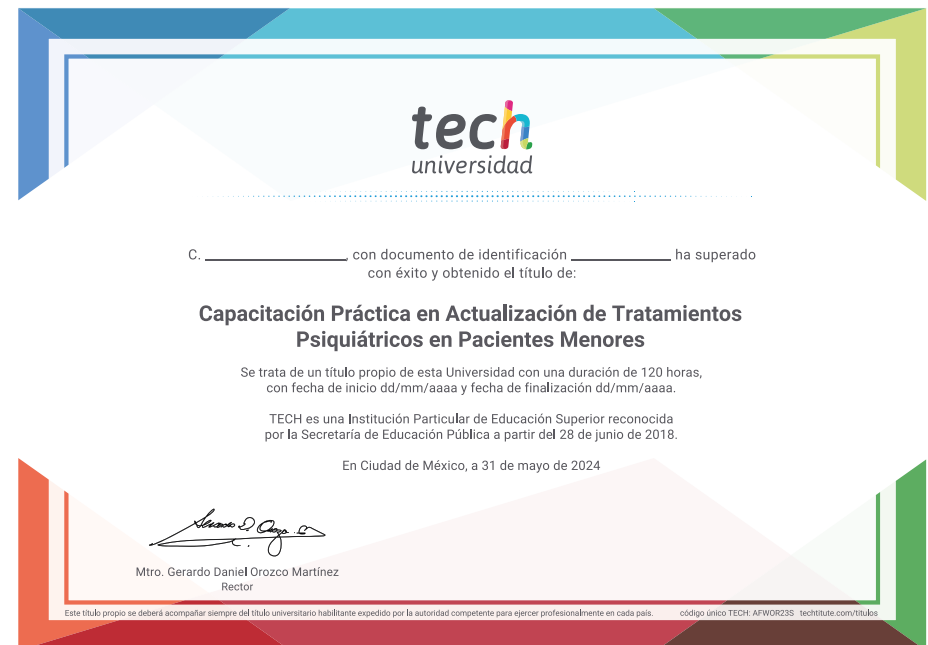 tech
universidad
C. ____________, con documento de identificación ____________ ha superado
con éxito y obtenido el título de:
Capacitación Práctica en Actualización de Tratamientos
Psiquiátricos en Pacientes Menores
Se trata de un título propio de esta Universidad con una duración de 120 horas,
con fecha de inicio dd/mm/aaaa y fecha de finalización dd/mm/aaaa.
TECH es una Institución Particular de Educación Superior reconocida
por la Secretaría de Educación Pública a partir del 28 de junio de 2018.
En Ciudad de México, a 31 de mayo de 2024
Mtro. Gerardo Daniel Orozco Martínez
Rector
Este título propio se deberá acompañar siempre del título universitario habilitante expedido por la autoridad competente para ejercer profesionalmente en cada país. código único TECH: AFWOR23S techtitute.com/titulos